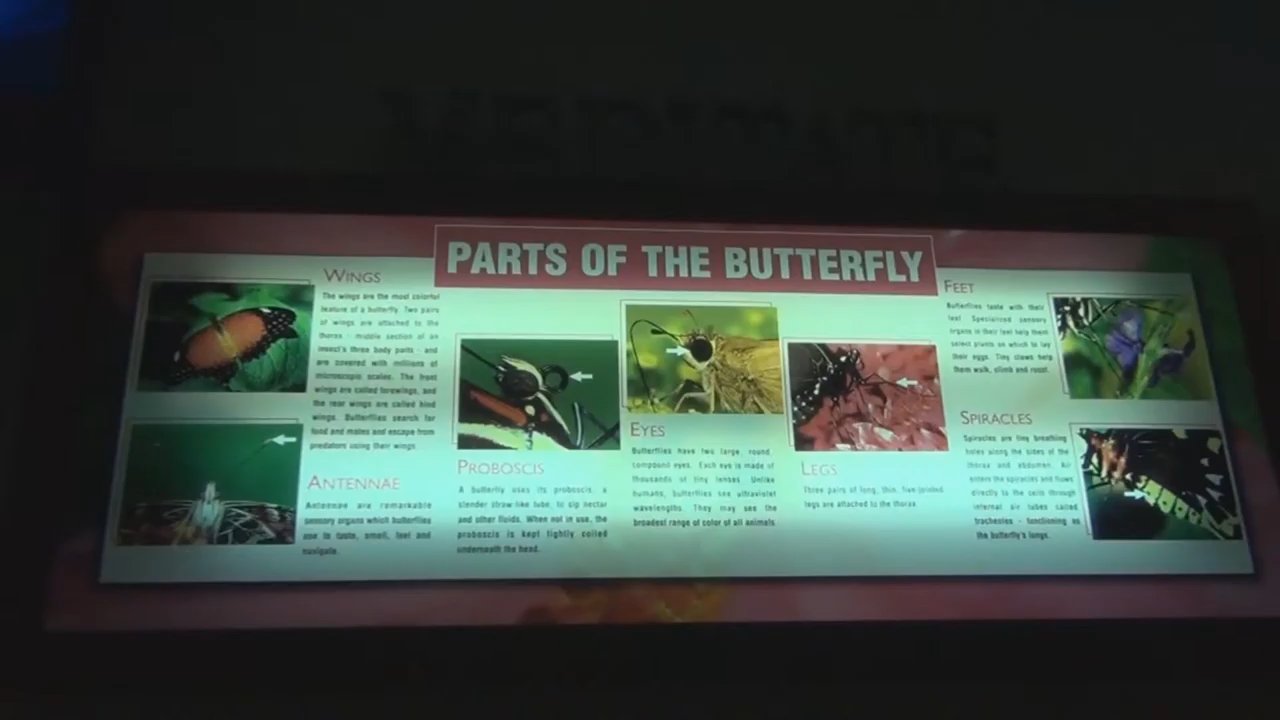 PARTS OF THE BUTTERFLY
WINGS
The wings are the most colorful
feature of a butterfly. Two pairs
of wings are attached to the
thorax - middle section of an
insect's three body parts - and
are covered with millions of
microscopic scales. The front
wings are called forewings, and
the rear wings are called hind
wings. Butterflies search for
food and mates and escape from
predators using their wings.
ANTENNAE
Antennae are remarkable
sensory organs which butterflies
use to taste, smell, feel and
navigate.
PROBOSCIS
A butterfly uses its proboscis, a
slender straw-like tube, to sip nectar
and other fluids. When not in use, the
proboscis is kept tightly coiled
underneath the head.
EYES
Butterflies have two large, round,
compound eyes. Each eye is made of
thousands of tiny lenses. Unlike
humans, butterflies see ultraviolet
wavelengths. They may see the
broadest range of color of all animals.
LEGS
Three pairs of long, thin, five-jointed
legs are attached to the thorax.
FEET
Butterflies taste with their
feet. Specialized sensory
organs in their feet help them
select plants on which to lay
their eggs. Tiny claws help
them walk, climb and roost.
SPIRACLES
Spiracles are tiny breathing
holes along the sides of the
thorax and abdomen. Air
enters the spiracles and flows
directly to the cells through
internal air tubes called
tracheoles - functioning as
the butterfly's lungs.